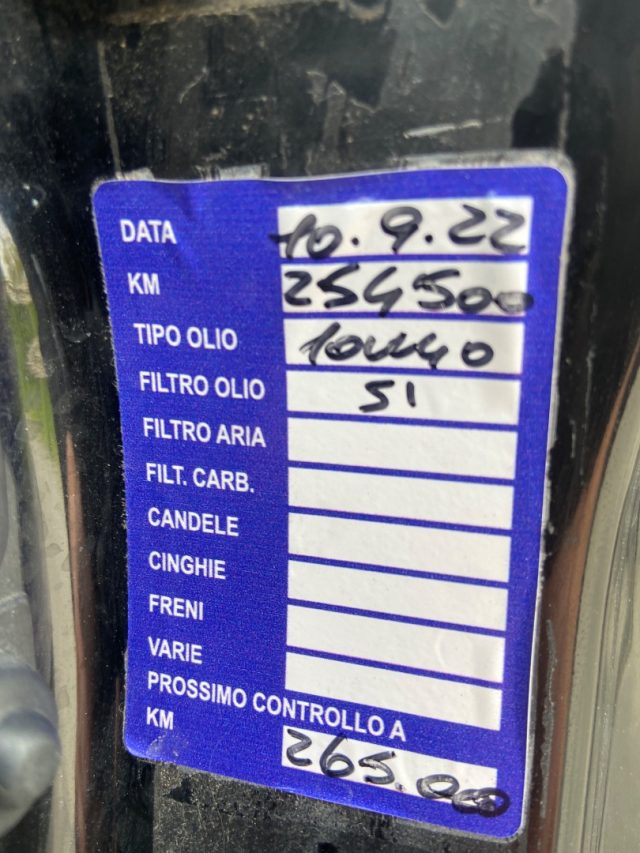 DATA 10.9.22
KM 254500
TIPO OLIO 10W40
FILTRO OLIO SI
FILTRO ARIA
FILT. CARB.
CANDELE
CINGHIE
FRENI
VARIE
PROSSIMO CONTROLLO A
KM 265.000